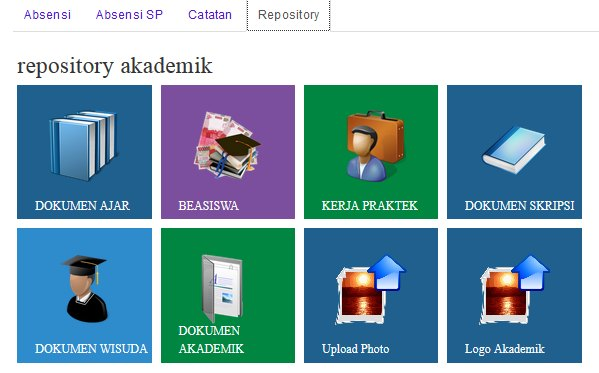 Absensi Absensi SP Catatan Repository
repository akademik
DOKUMEN AJAR
BEASISWA
KERJA PRAKTEK
DOKUMEN SKRIPSI
DOKUMEN WISUDA
DOKUMEN
AKADEMIK
Upload Photo
Logo Akademik